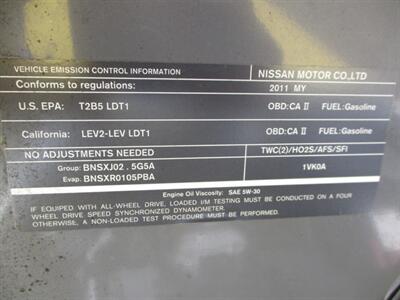 VEHICLE EMISSION CONTROL INFORMATION NISSAN MOTOR CO.,LTD
Conforms to regulations: 2011 MY
U.S. EPA: T2B5 LDT1 OBD:CA II FUEL:Gasoline
California: LEV2-LEV LDT1 OBD:CA II FUEL:Gasoline
NO ADJUSTMENTS NEEDED TWC(2)/HO2S/AFS/SFI
Group: BNSXJ02.5G5A 1VK0A
Evap: BNSXR0105PBA
Engine Oil Viscosity: SAE 5W-30
IF EQUIPPED WITH ALL-WHEEL DRIVE, LOADED I/M TESTING MUST BE CONDUCTED ON A FOUR
WHEEL DRIVE SPEED SYNCHRONIZED DYNAMOMETER.
OTHERWISE, A NON-LOADED TEST PROCEDURE MUST BE PERFORMED.